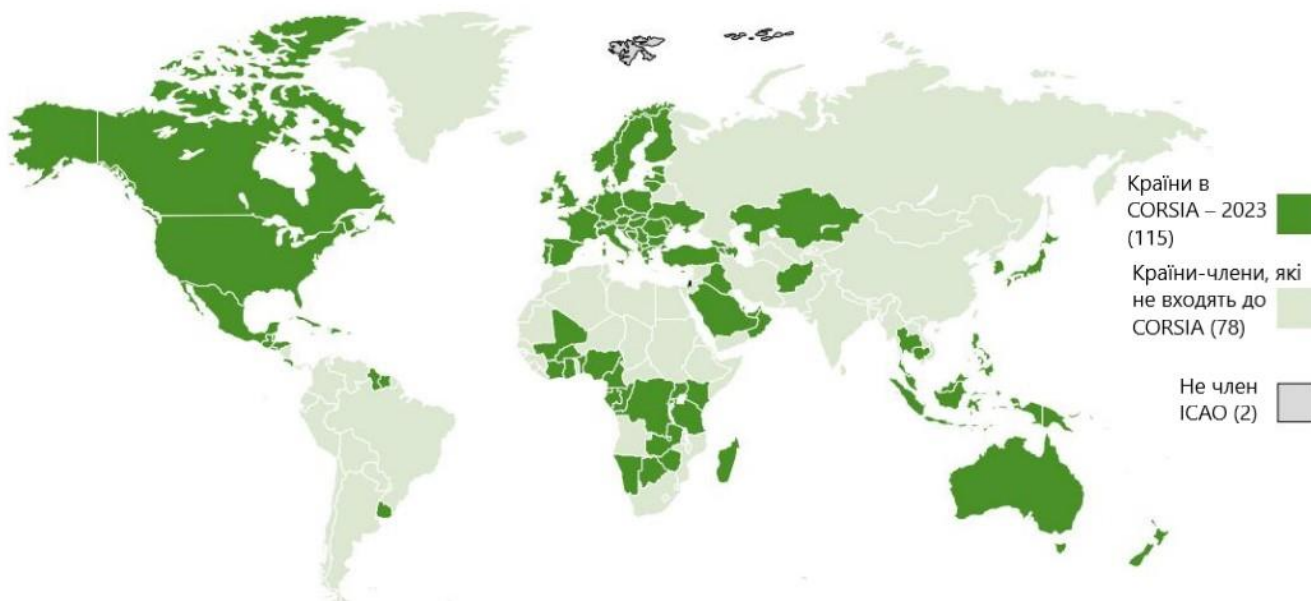 Країни в
CORSIA – 2023
(115)
Країни-члени, які
не входять до
CORSIA (78)
Не член
ICAO (2)